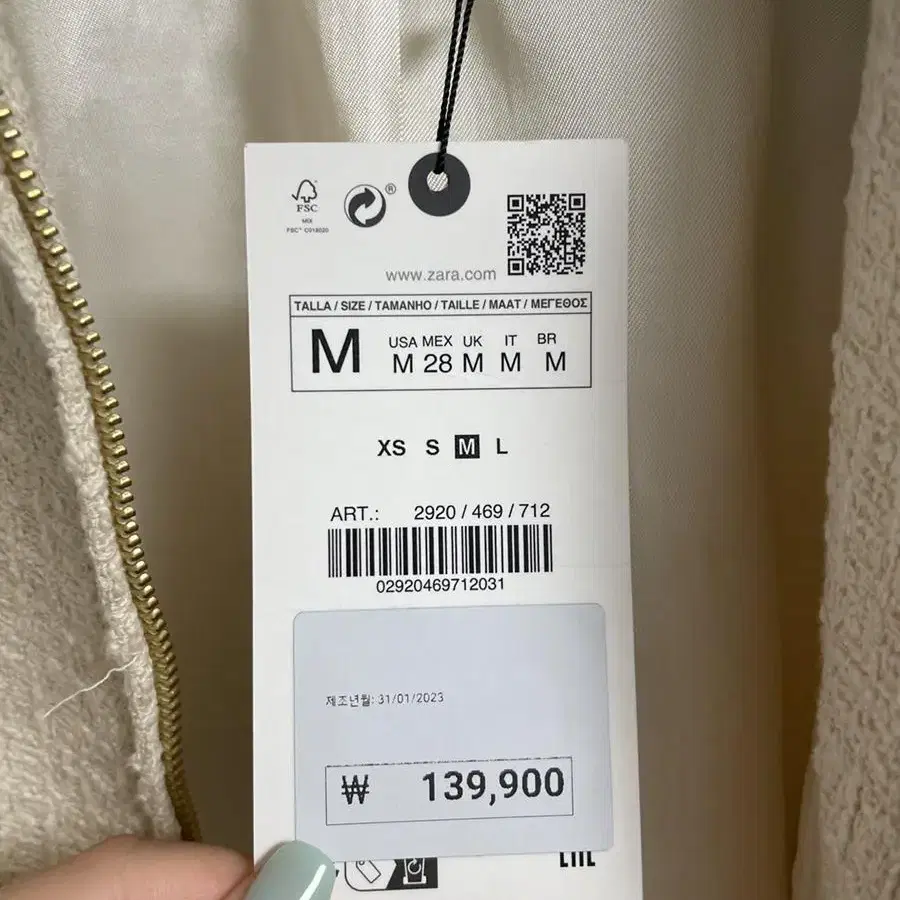 FSC
MIX
FSC™ C018020
®
www.zara.com
TALLA / SIZE / TAMANHO / TAILLE / MAAT / ΜΕΓΕΘΟΣ
M
USA MEX UK IT BR
M 28 M M M
XS S M L
ART.: 2920 / 469 / 712
02920469712031
제조년월: 31/01/2023
₩ 139,900